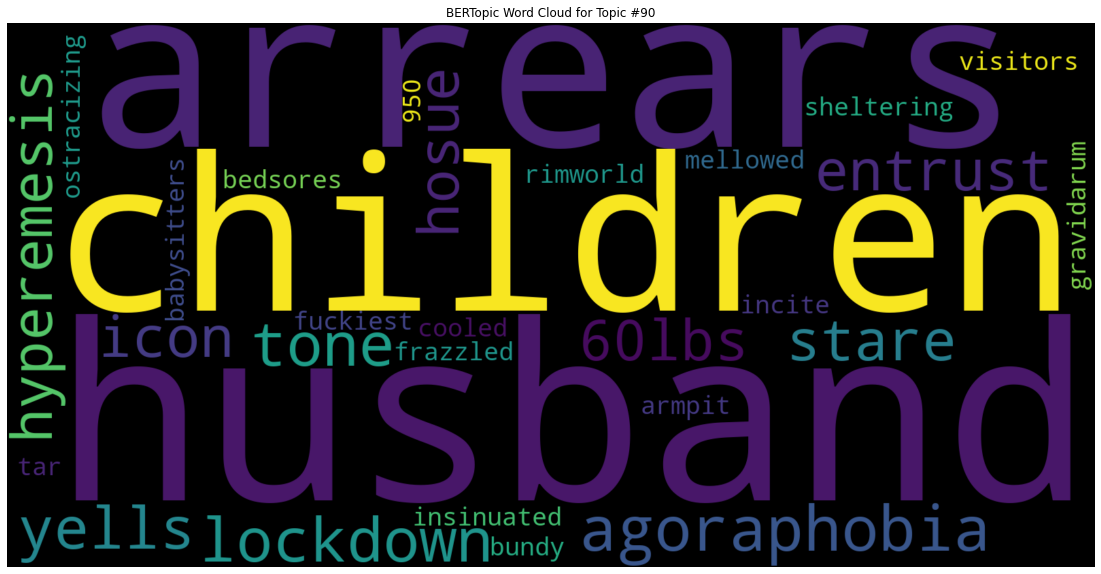 BERTopic Word Cloud for Topic #90
arrears
visitors
ostracizing
950
hosue
sheltering
hyperemesis
mellowed
entrust
bedsores
rimworld
gravidarum
babysitters
children
incite
icon
fuckiest
cooled
tone
frazzled
60lbs
stare
husband
armpit
tar
yells
lockdown
insinuated
bundy
agoraphobia